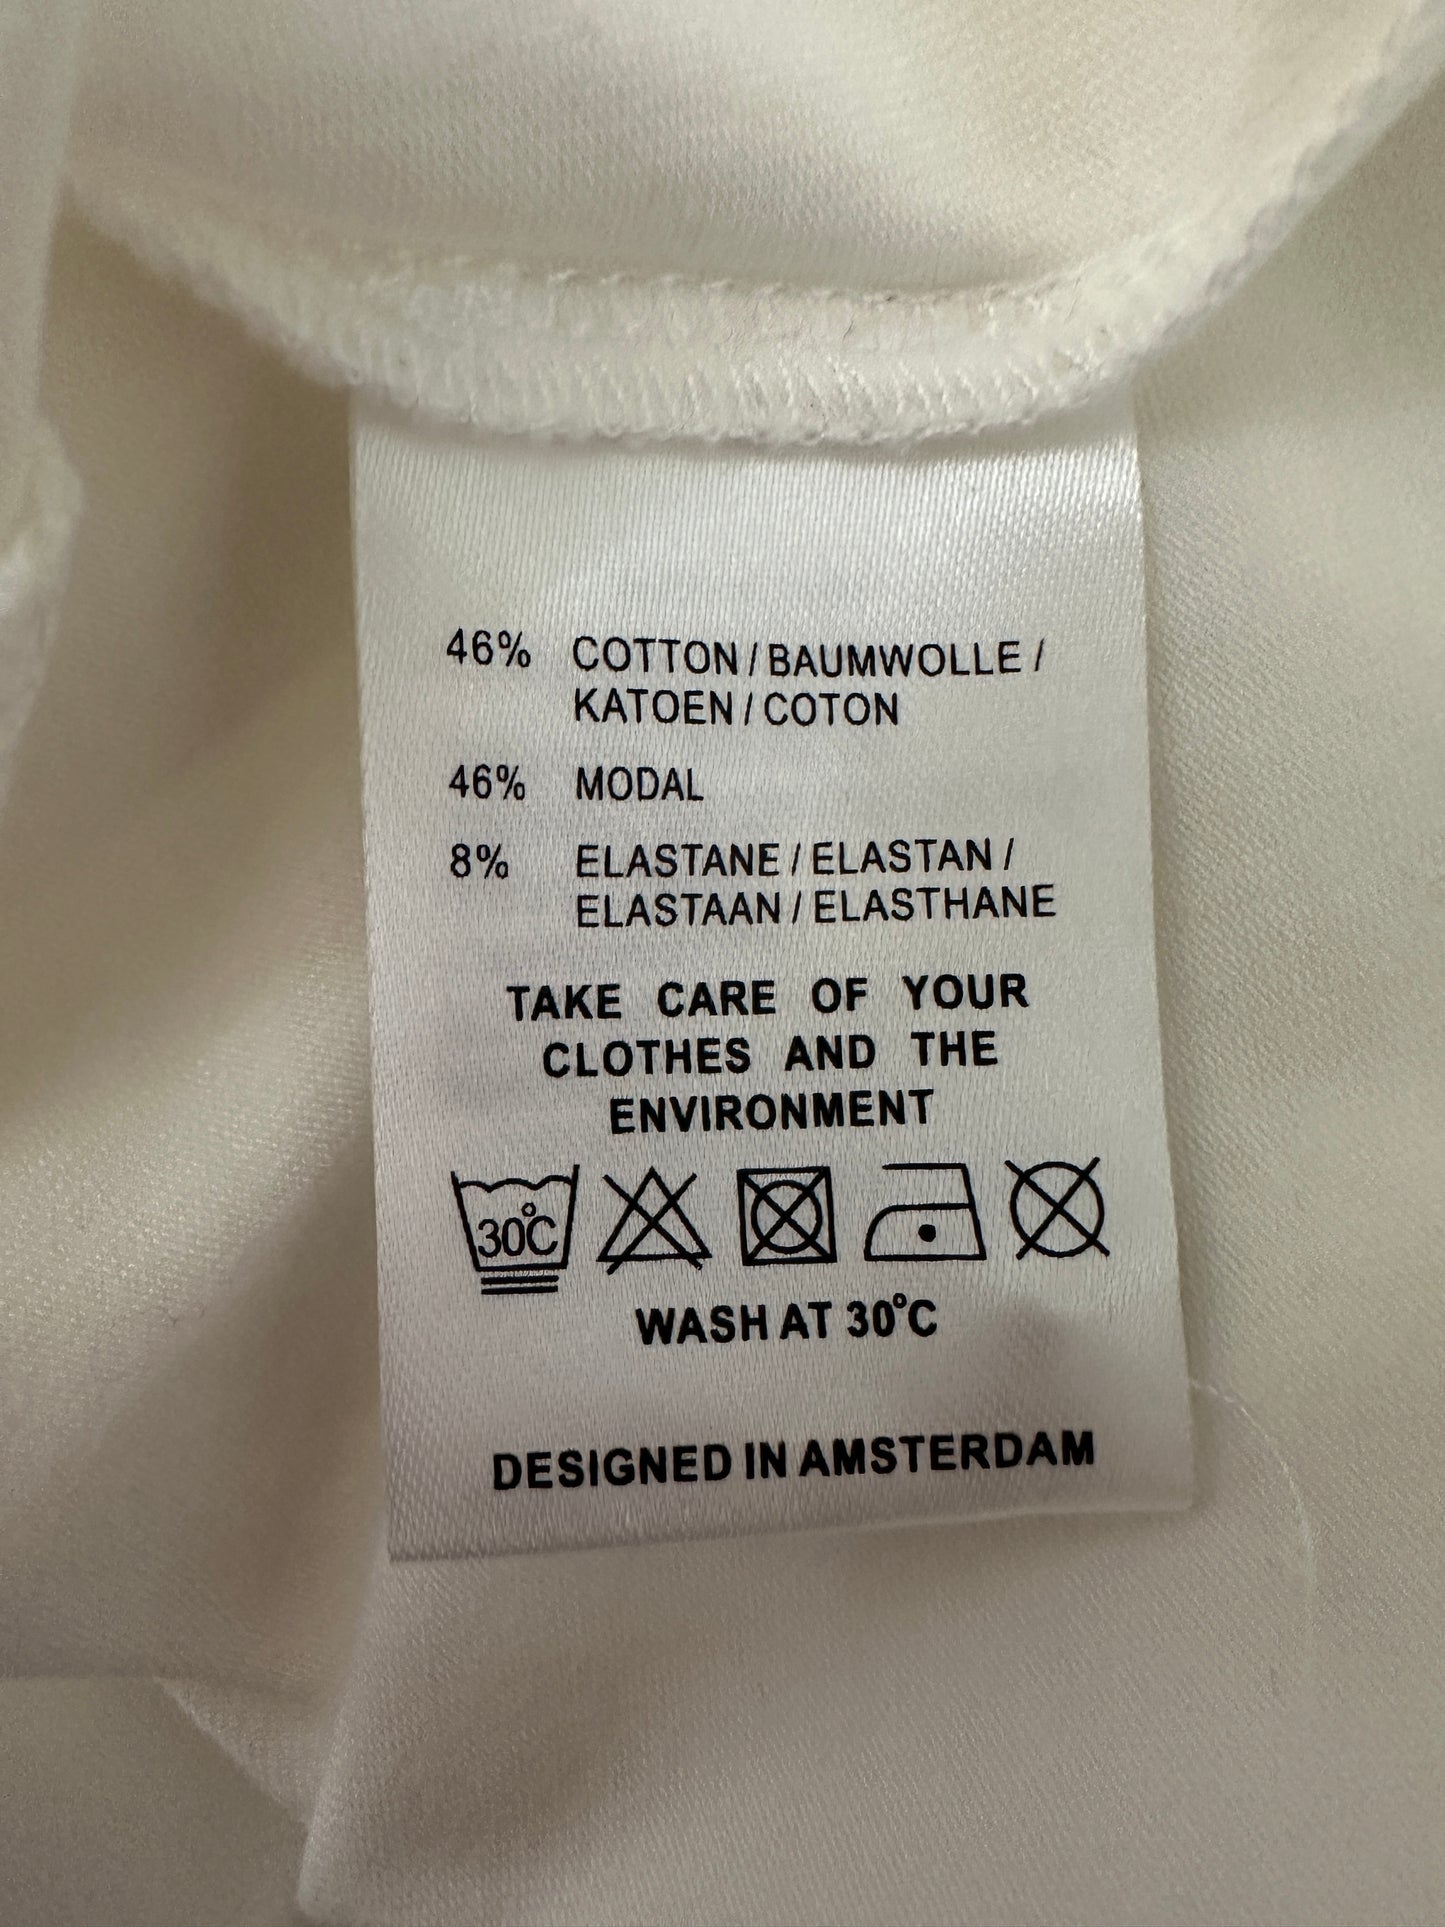 46% COTTON / BAUMWOLLE /
KATOEN / COTON
46% MODAL
8% ELASTANE / ELASTAN /
ELASTAAN / ELASTHANE
TAKE CARE OF YOUR
CLOTHES AND THE
ENVIRONMENT
30°C
WASH AT 30°C
DESIGNED IN AMSTERDAM